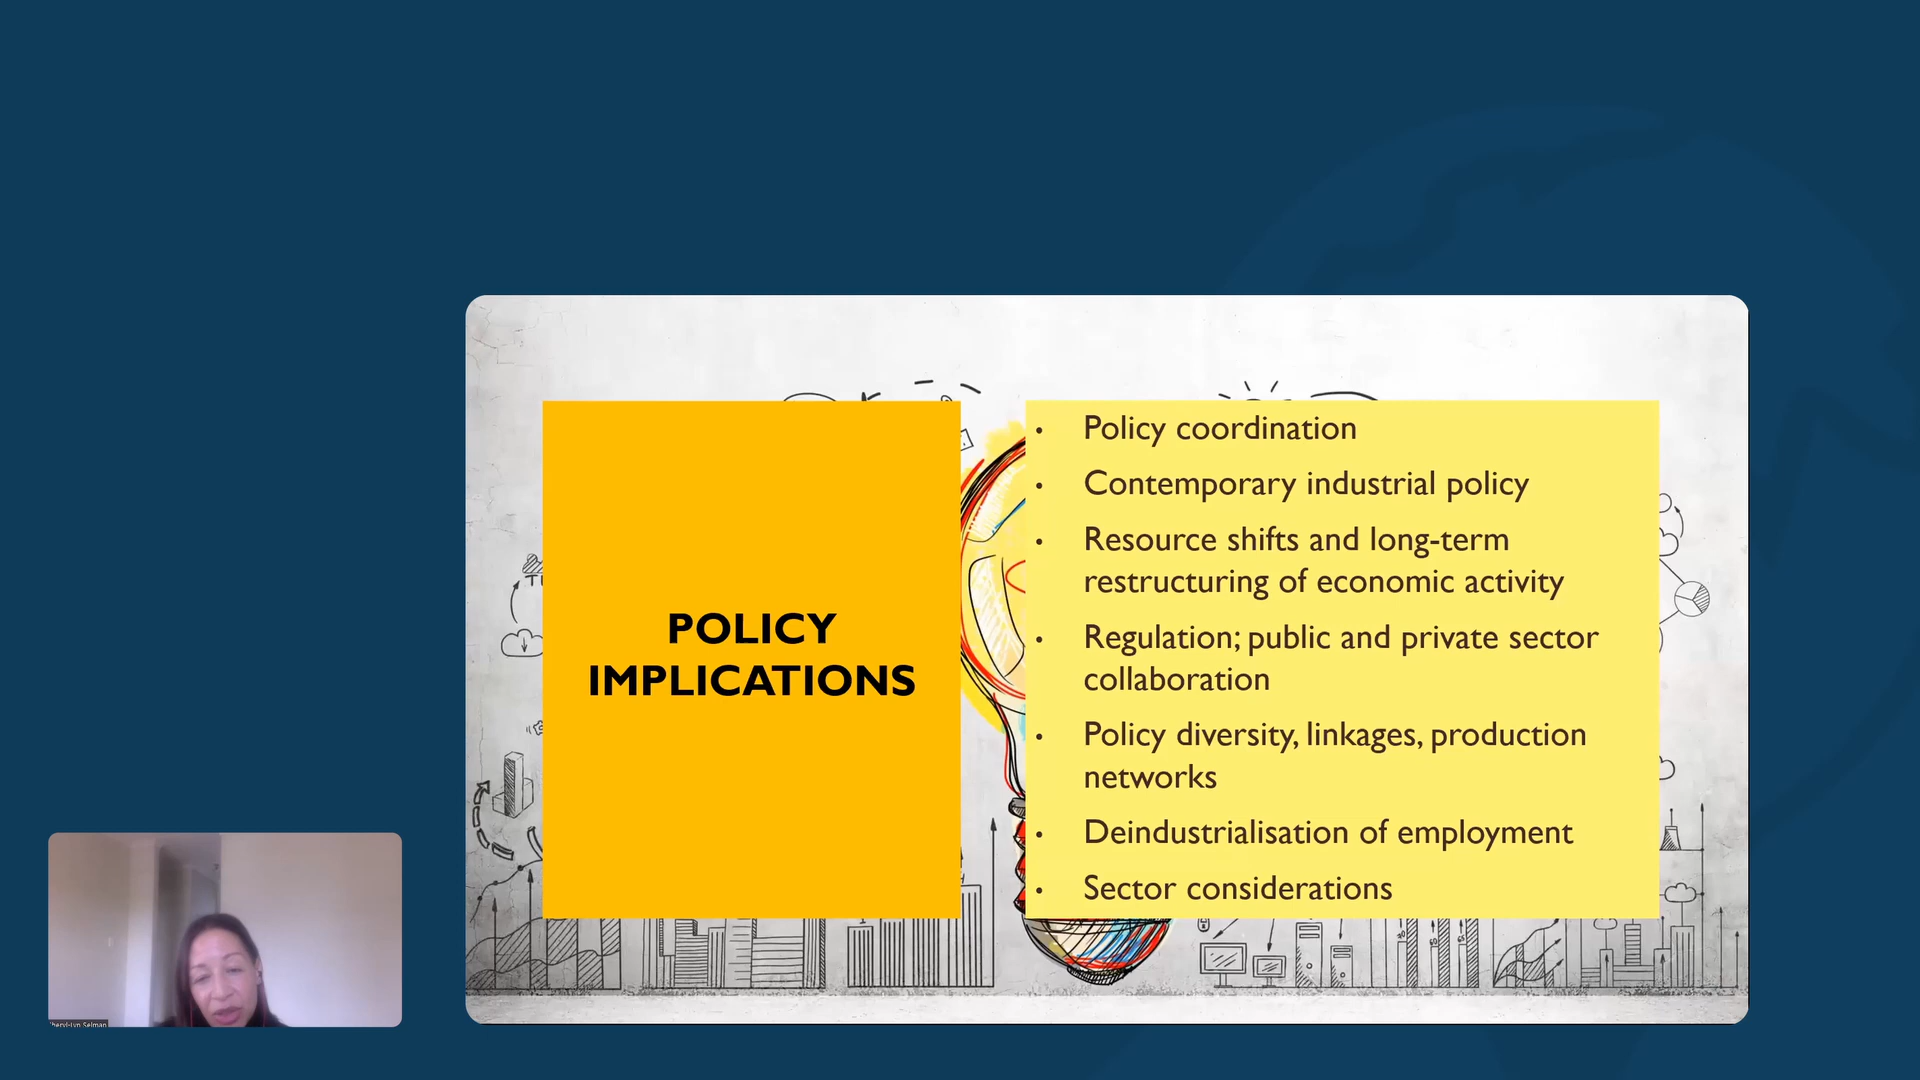 POLICY
IMPLICATIONS
• Policy coordination
• Contemporary industrial policy
• Resource shifts and long-term
restructuring of economic activity
• Regulation; public and private sector
collaboration
• Policy diversity, linkages, production
networks
• Deindustrialisation of employment
• Sector considerations
Selman